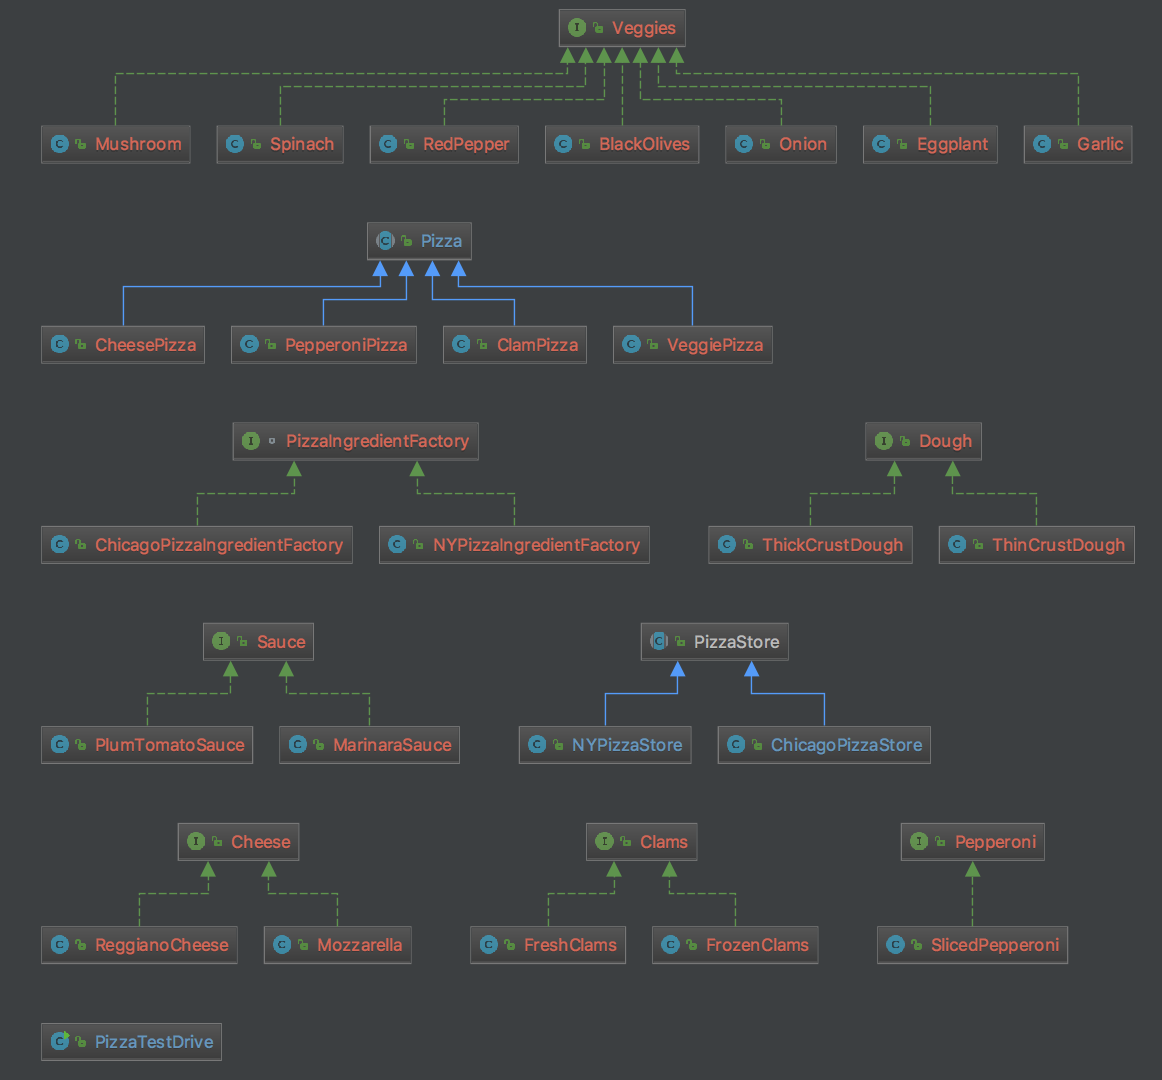 Veggies
Mushroom Spinach RedPepper BlackOlives Onion Eggplant Garlic
Pizza
CheesePizza PepperoniPizza ClamPizza VeggiePizza
PizzaIngredientFactory Dough
ChicagoPizzaIngredientFactory NYPizzaIngredientFactory ThickCrustDough ThinCrustDough
Sauce PizzaStore
PlumTomatoSauce MarinaraSauce NYPizzaStore ChicagoPizzaStore
Cheese Clams Pepperoni
ReggianoCheese Mozzarella FreshClams FrozenClams SlicedPepperoni
PizzaTestDrive